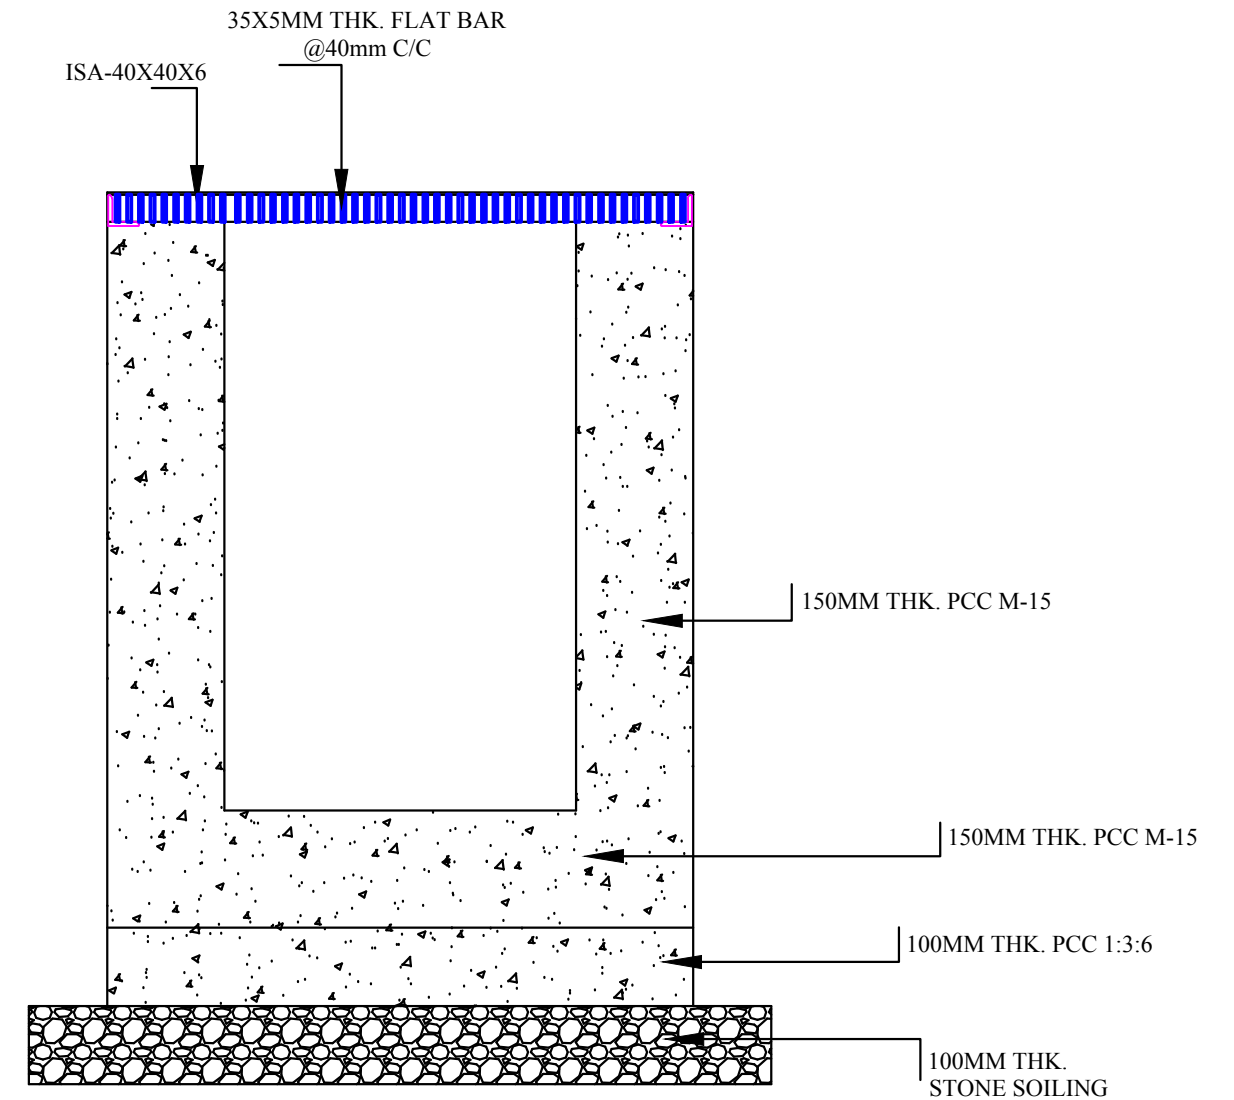 35X5MM THK. FLAT BAR
@40mm C/C
ISA-40X40X6
150MM THK. PCC M-15
150MM THK. PCC M-15
100MM THK. PCC 1:3:6
100MM THK.
STONE SOILING